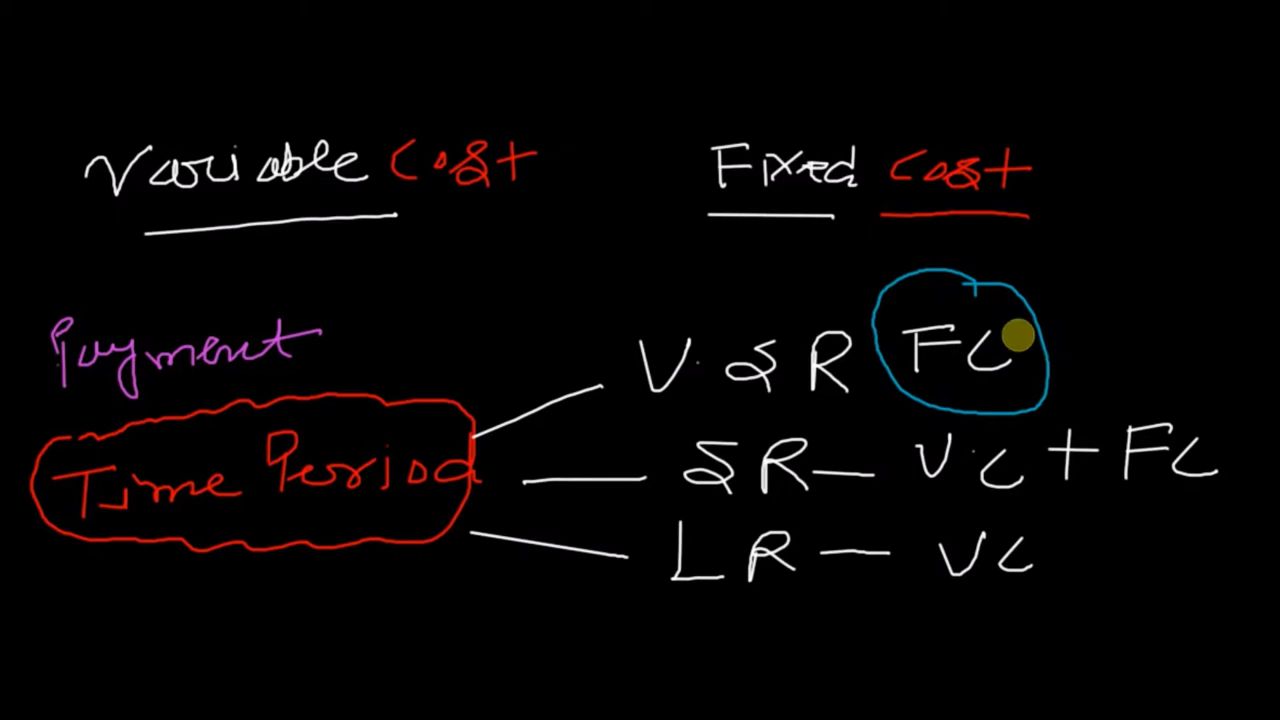 Variable Cost Fixed Cost
Payment
V.SR FC
Time Period SR - VC + FC
LR - VC